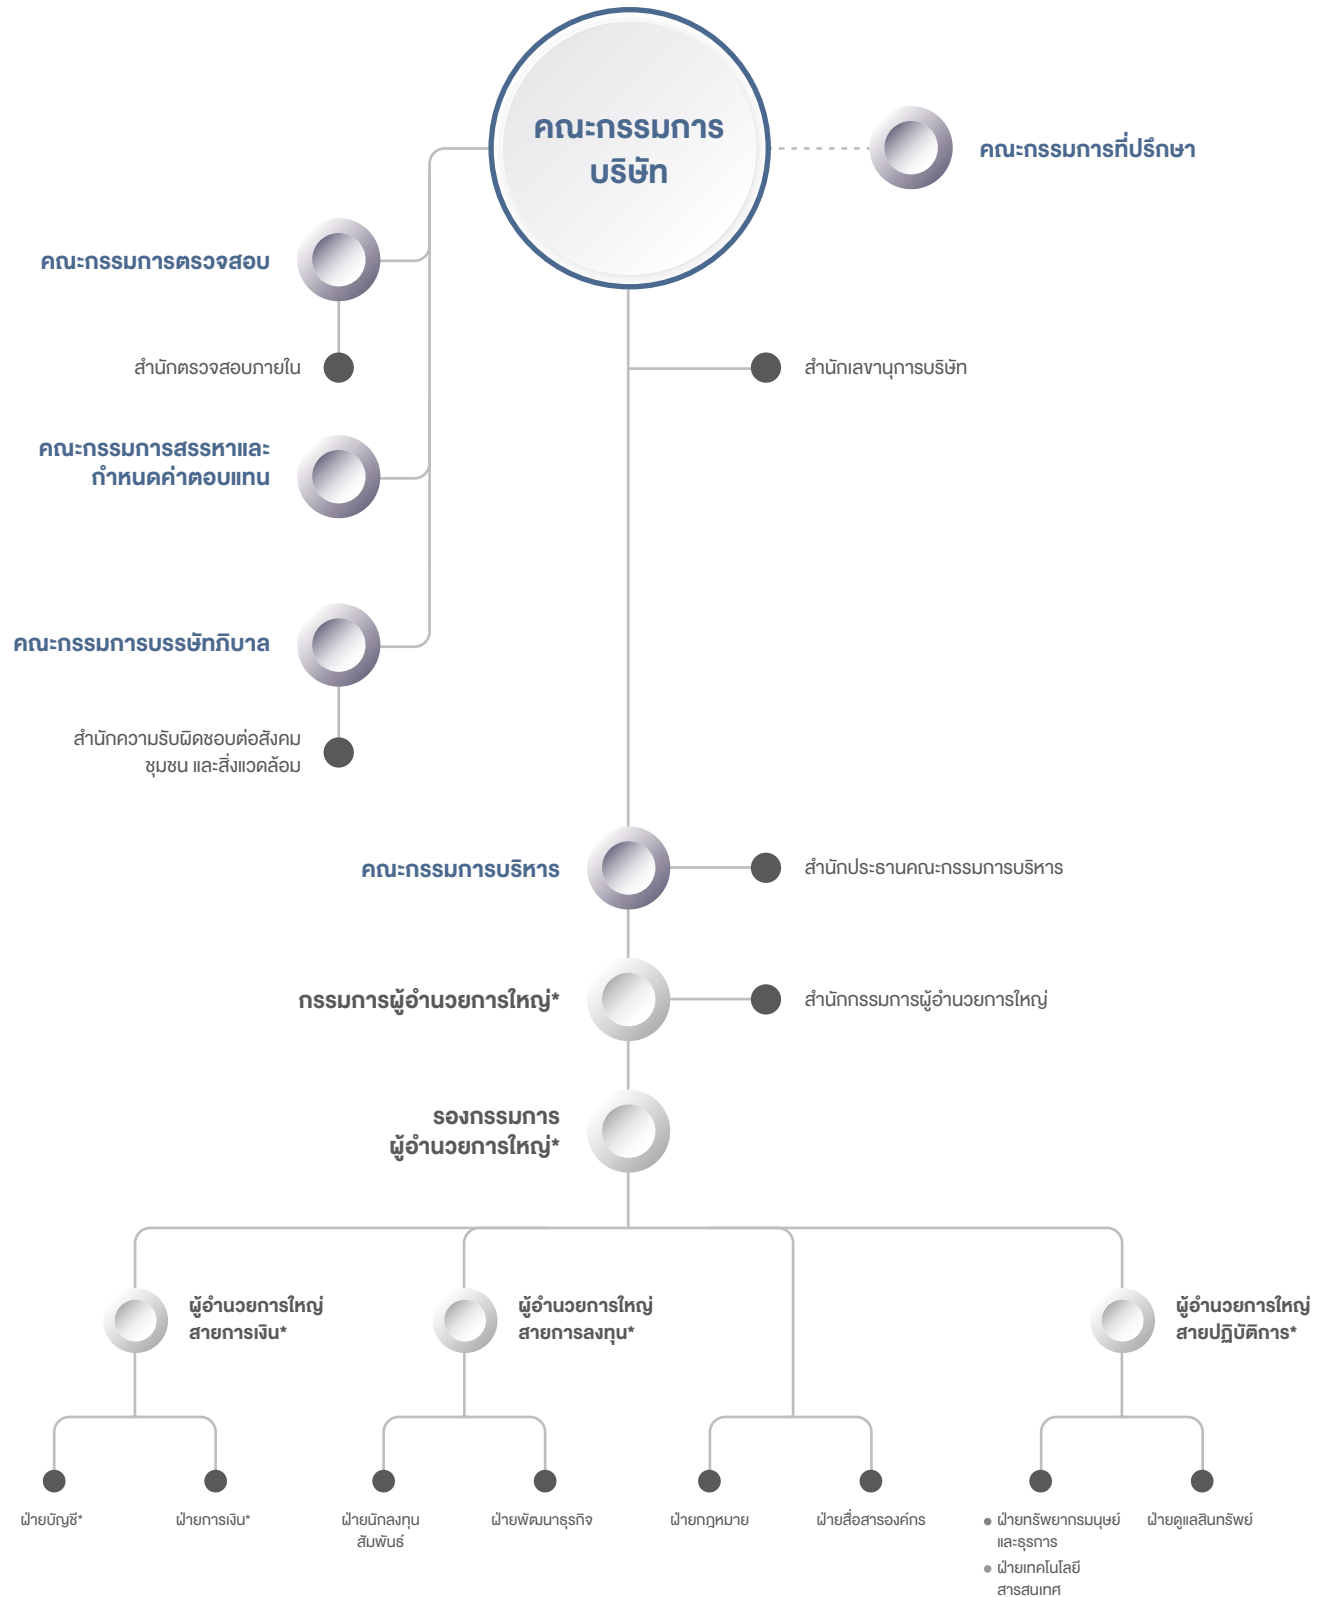 คณะกรรมการ
บริษัท
คณะกรรมการที่ปรึกษา
คณะกรรมการตรวจสอบ
สำนักตรวจสอบภายใน
สำนักเลขานุการบริษัท
คณะกรรมการสรรหาและ
กำหนดค่าตอบแทน
คณะกรรมการบรรษัทภิบาล
สำนักความรับผิดชอบต่อสังคม
ชุมชน และสิ่งแวดล้อม
คณะกรรมการบริหาร
สำนักประธานคณะกรรมการบริหาร
กรรมการผู้อำนวยการใหญ่*
สำนักกรรมการผู้อำนวยการใหญ่
รองกรรมการ
ผู้อำนวยการใหญ่*
ผู้อำนวยการใหญ่
สายการเงิน*
ผู้อำนวยการใหญ่
สายการลงทุน*
ผู้อำนวยการใหญ่
สายปฏิบัติการ*
ฝ่ายบัญชี*
ฝ่ายการเงิน*
ฝ่ายนักลงทุน
สัมพันธ์
ฝ่ายพัฒนาธุรกิจ
ฝ่ายกฎหมาย
ฝ่ายสื่อสารองค์กร
• ฝ่ายทรัพยากรมนุษย์
และธุรการ
• ฝ่ายเทคโนโลยี
สารสนเทศ
ฝ่ายดูแลสินทรัพย์